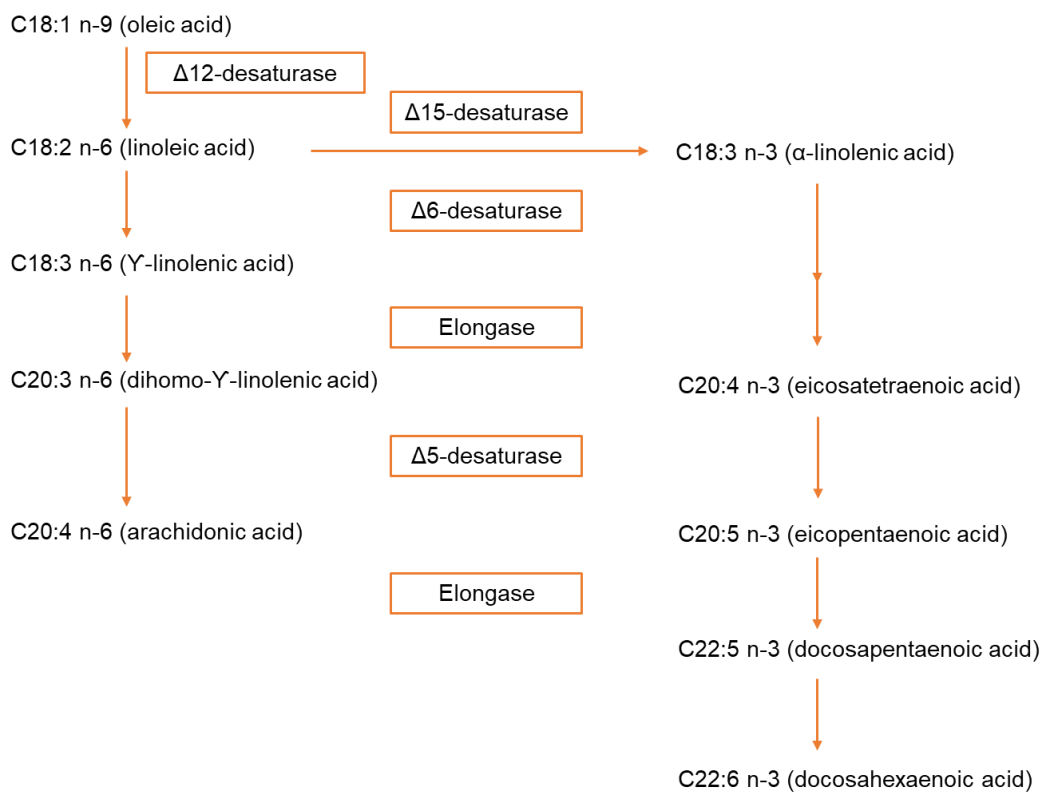 C18:1 n-9 (oleic acid)
Δ12-desaturase
Δ15-desaturase
C18:2 n-6 (linoleic acid)
C18:3 n-3 (α-linolenic acid)
Δ6-desaturase
C18:3 n-6 (ϒ-linolenic acid)
Elongase
C20:3 n-6 (dihomo-ϒ-linolenic acid)
C20:4 n-3 (eicosatetraenoic acid)
Δ5-desaturase
C20:4 n-6 (arachidonic acid)
C20:5 n-3 (eicopentaenoic acid)
Elongase
C22:5 n-3 (docosapentaenoic acid)
C22:6 n-3 (docosahexaenoic acid)